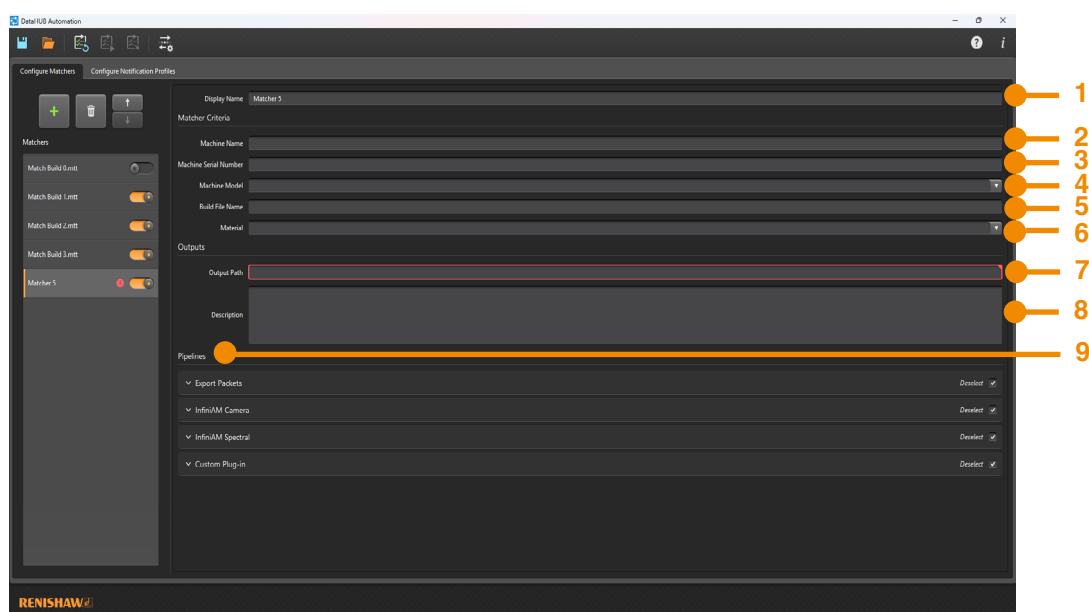 DataHUB Automation
Configure Matchers Configure Notification Profiles
Display Name Matcher 5 1
Matcher Criteria
Matchers
Machine Name 2
Match Build 0.mtt
Machine Serial Number 3
Machine Model 4
Match Build 1.mtt
Build File Name 5
Match Build 2.mtt
Material 6
Outputs
Match Build 3.mtt
Output Path 7
Matcher 5
Description 8
Pipelines 9
Export Packets Deselect
InfiniAM Camera Deselect
InfiniAM Spectral Deselect
Custom Plug-in Deselect
RENISHAW